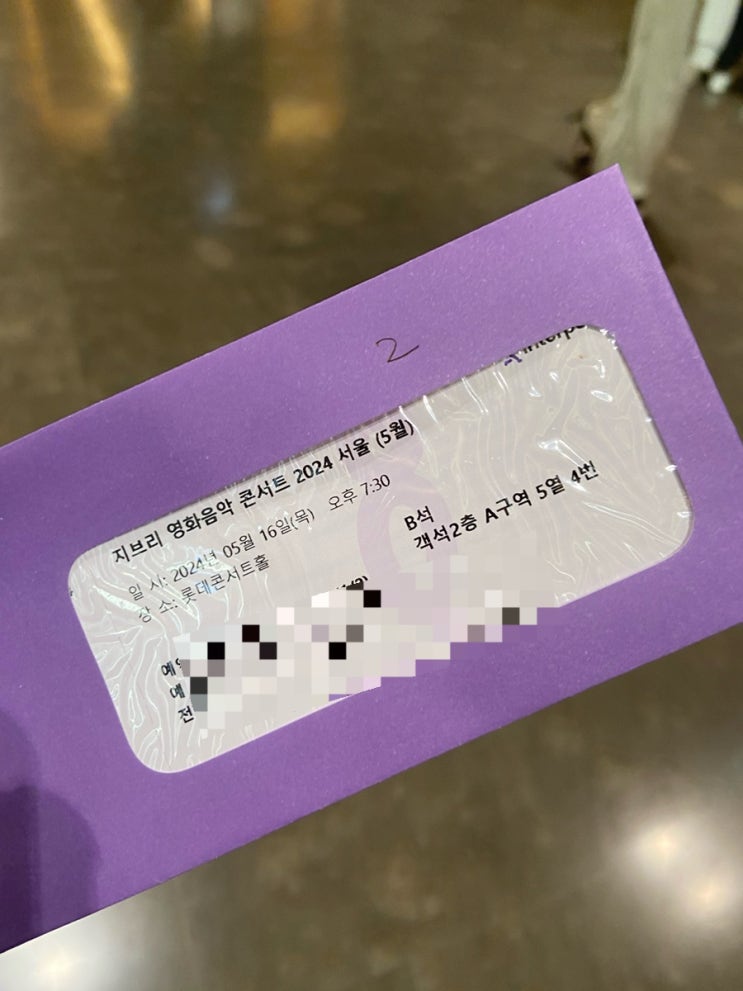 2
지브리 영화음악 콘서트 2024 서울 (5월)
일 시: 2024년 05월 16일(목) 오후 7:30
장 소: 롯데콘서트홀
B석
객석2층 A구역 5열 4번